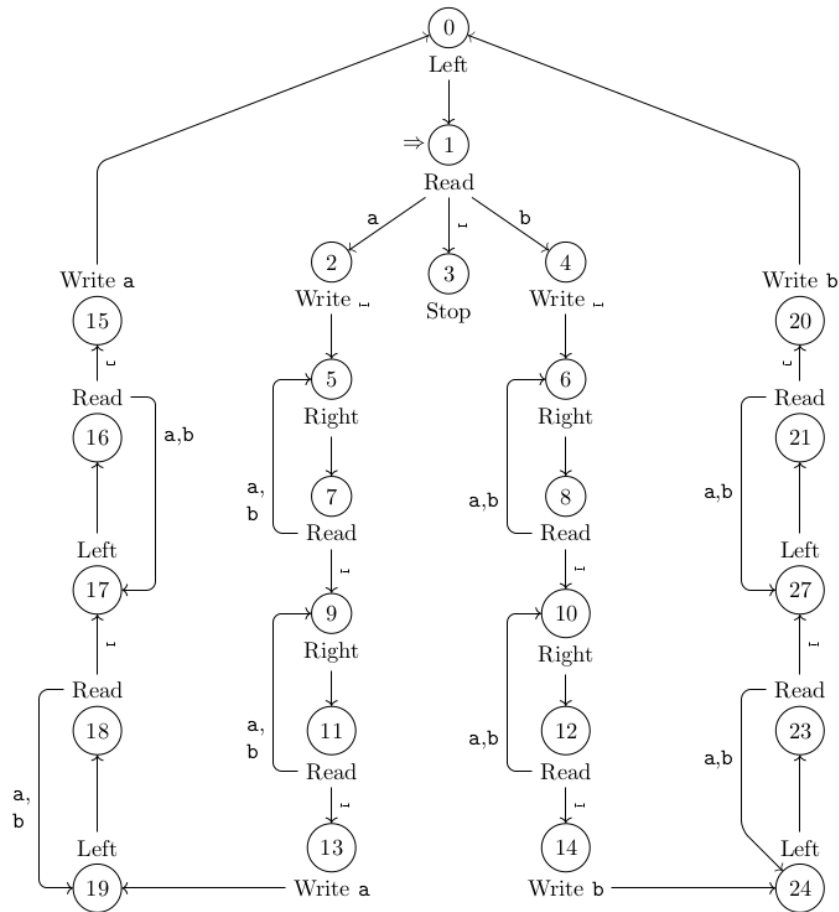 0
Left
⇒ 1
Read
a ␣ b
2 3 4
Write ␣ Stop Write ␣
Write a Write b
15 20
␣ ␣
5 6
Read Right Right Read
16 a,b 21
a, b a,b a,b
7 8
Read Read
Left ␣ ␣ Left
17 9 10 27
␣ Right Right ␣
Read Read
18 a, b 11 a,b 12 a,b 23
a, b Read Read
␣ ␣
Left 13 14 Left
19 Write a Write b 24